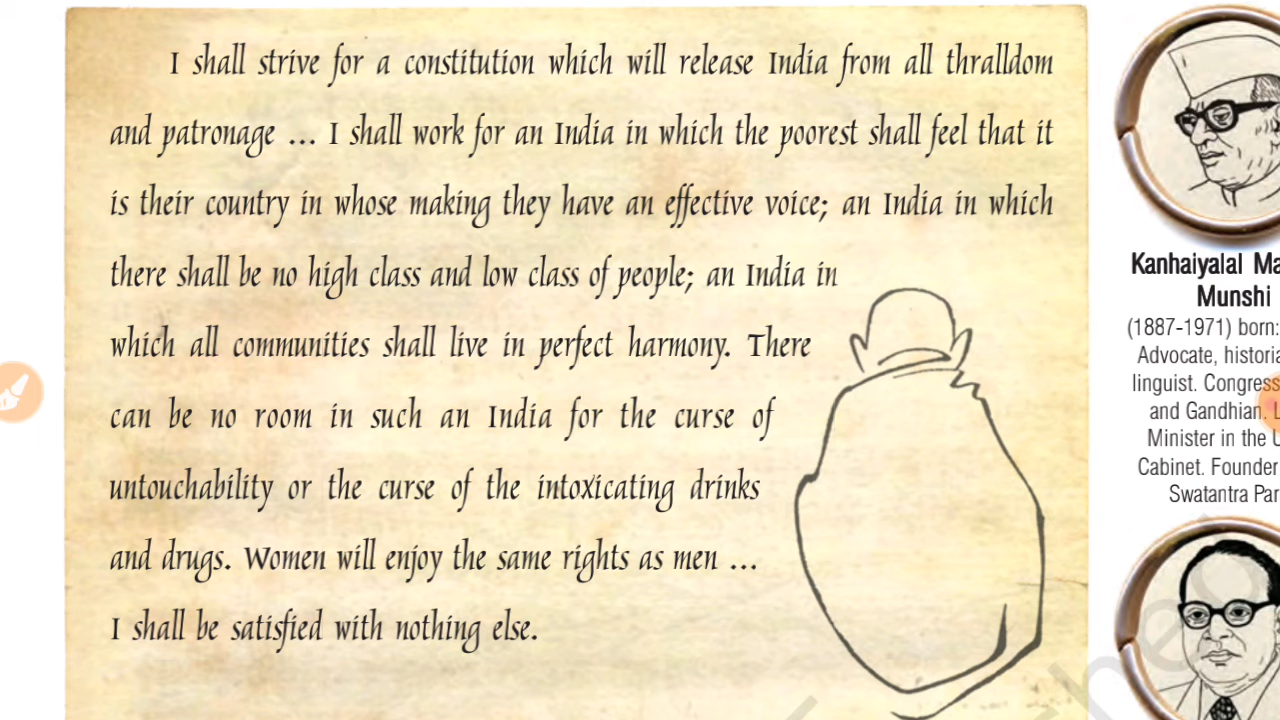 I shall strive for a constitution which will release India from all thralldom
and patronage ... I shall work for an India in which the poorest shall feel that it
is their country in whose making they have an effective voice; an India in which
there shall be no high class and low class of people; an India in
which all communities shall live in perfect harmony. There
can be no room in such an India for the curse of
untouchability or the curse of the intoxicating drinks
and drugs. Women will enjoy the same rights as men ...
I shall be satisfied with nothing else.
Kanhaiyalal
Munshi
(1887-1971) born:
Advocate,
linguist.
and Gandhian.
Minister in the
Cabinet. Founder
Swatantra